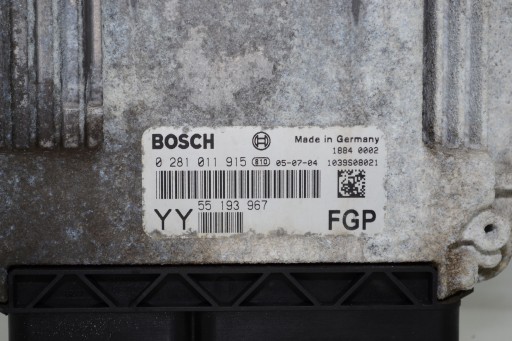 BOSCH Made in Germany
1884 0002
0 281 011 915 810 05-07-04 1039S08021
55 193 967
YY FGP